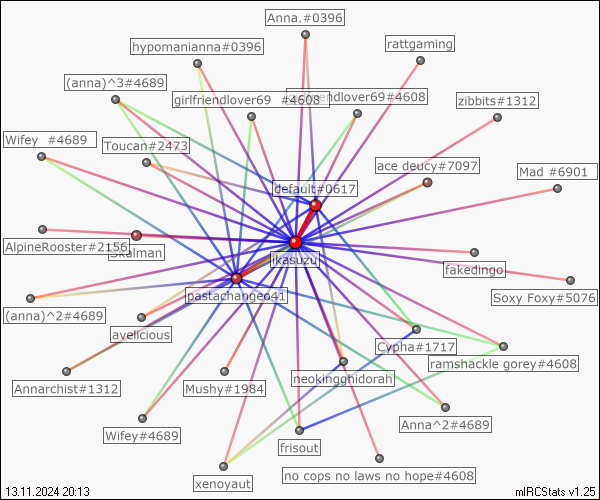 Anna.#0396
hypomanianna#0396
rattgaming
(anna)^3#4689
girlfriendlover69 #4608
girlfriendlover69#4608
zibbits#1312
Wifey #4689
Toucan#2473
ace deucy#7097
Mad #6901
default#0617
AlpineRooster#2156
Skalman
ikasuzu
fakedingo
pastachangeo41
Soxy Foxy#5076
(anna)^2#4689
ayelicious
Cypha#1717
ramshackle gorey#4608
Annarchist#1312
Mushy#1984
neokingghidorah
Anna^2#4689
Wifey#4689
frisout
xenoyaut
no cops no laws no hope#4608
13.11.2024 20:13
mIRCStats v1.25